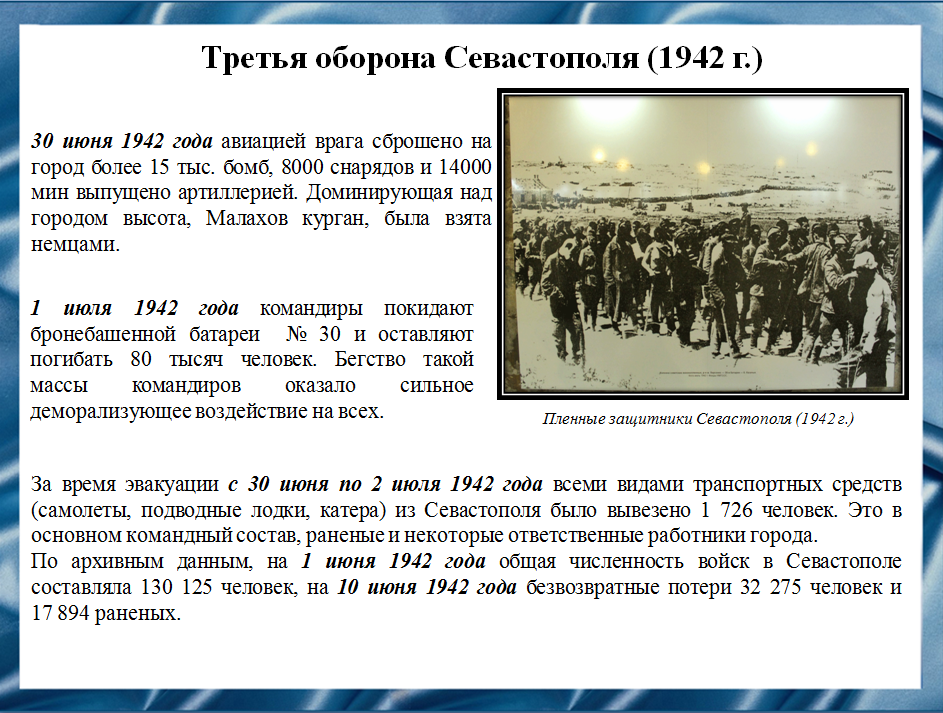 Третья оборона Севастополя (1942 г.)
30 июня 1942 года авиацией врага сброшено на
город более 15 тыс. бомб, 8000 снарядов и 14000
мин выпущено артиллерией. Доминирующая над
городом высота, Малахов курган, была взята
немцами.
1 июля 1942 года командиры покидают
бронебашенной батареи № 30 и оставляют
погибать 80 тысяч человек. Бегство такой
массы командиров оказало сильное
деморализующее воздействие на всех.
Пленные защитники Севастополя (1942 г.)
За время эвакуации с 30 июня по 2 июля 1942 года всеми видами транспортных средств
(самолеты, подводные лодки, катера) из Севастополя было вывезено 1 726 человек. Это в
основном командный состав, раненые и некоторые ответственные работники города.
По архивным данным, на 1 июня 1942 года общая численность войск в Севастополе
составляла 130 125 человек, на 10 июня 1942 года безвозвратные потери 32 275 человек и
17 894 раненых.